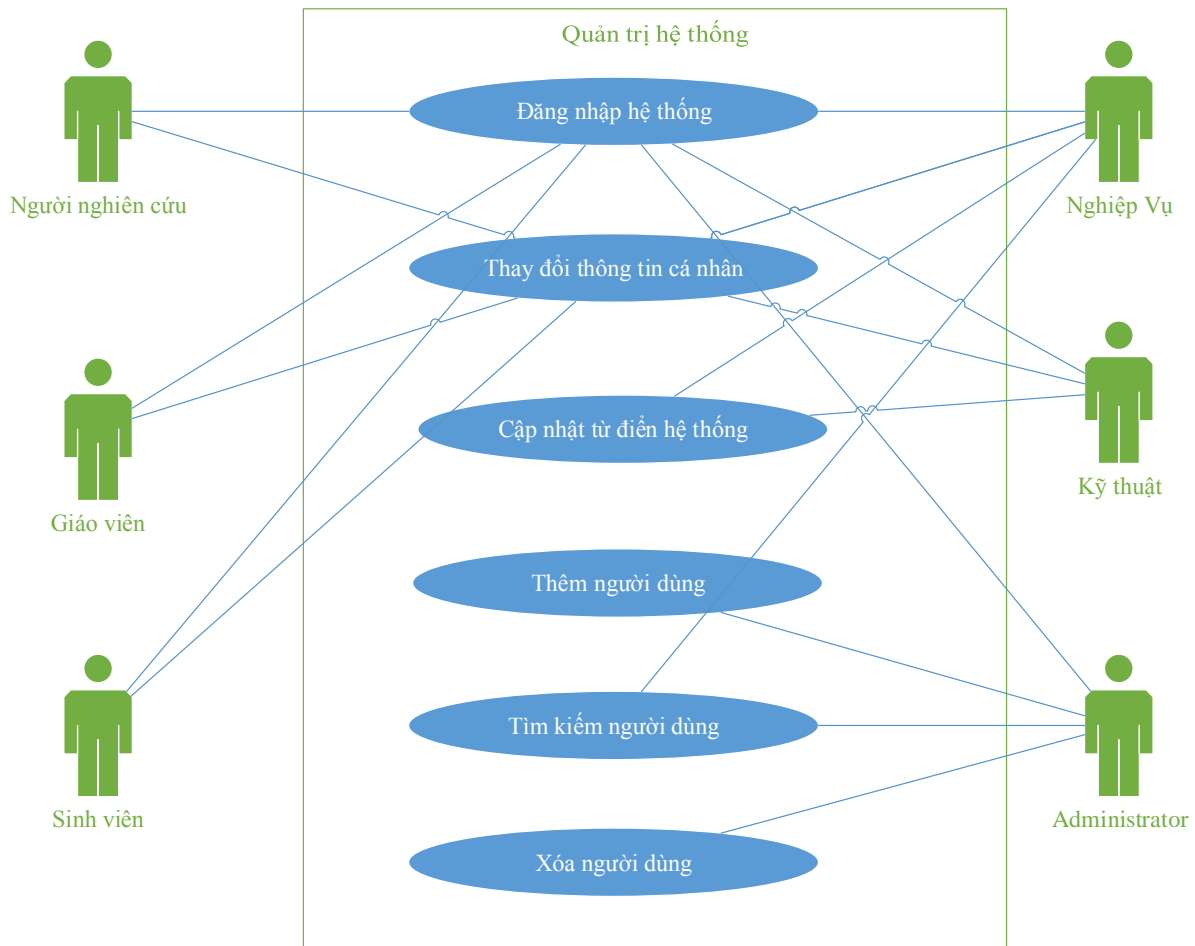 Quản trị hệ thống
Đăng nhập hệ thống
Người nghiên cứu
Nghiệp Vụ
Thay đổi thông tin cá nhân
Cập nhật từ điển hệ thống
Kỹ thuật
Giáo viên
Thêm người dùng
Tìm kiếm người dùng
Sinh viên
Administrator
Xóa người dùng